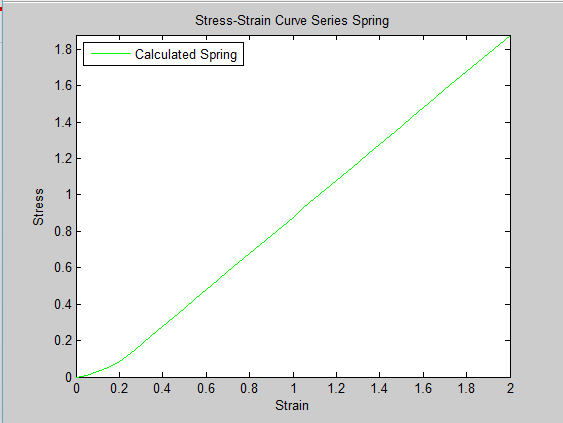 Stress-Strain Curve Series Spring
Calculated Spring
1.8
1.6
1.4
1.2
1
0.8
0.6
0.4
0.2
0
Stress
0 0.2 0.4 0.6 0.8 1 1.2 1.4 1.6 1.8 2
Strain